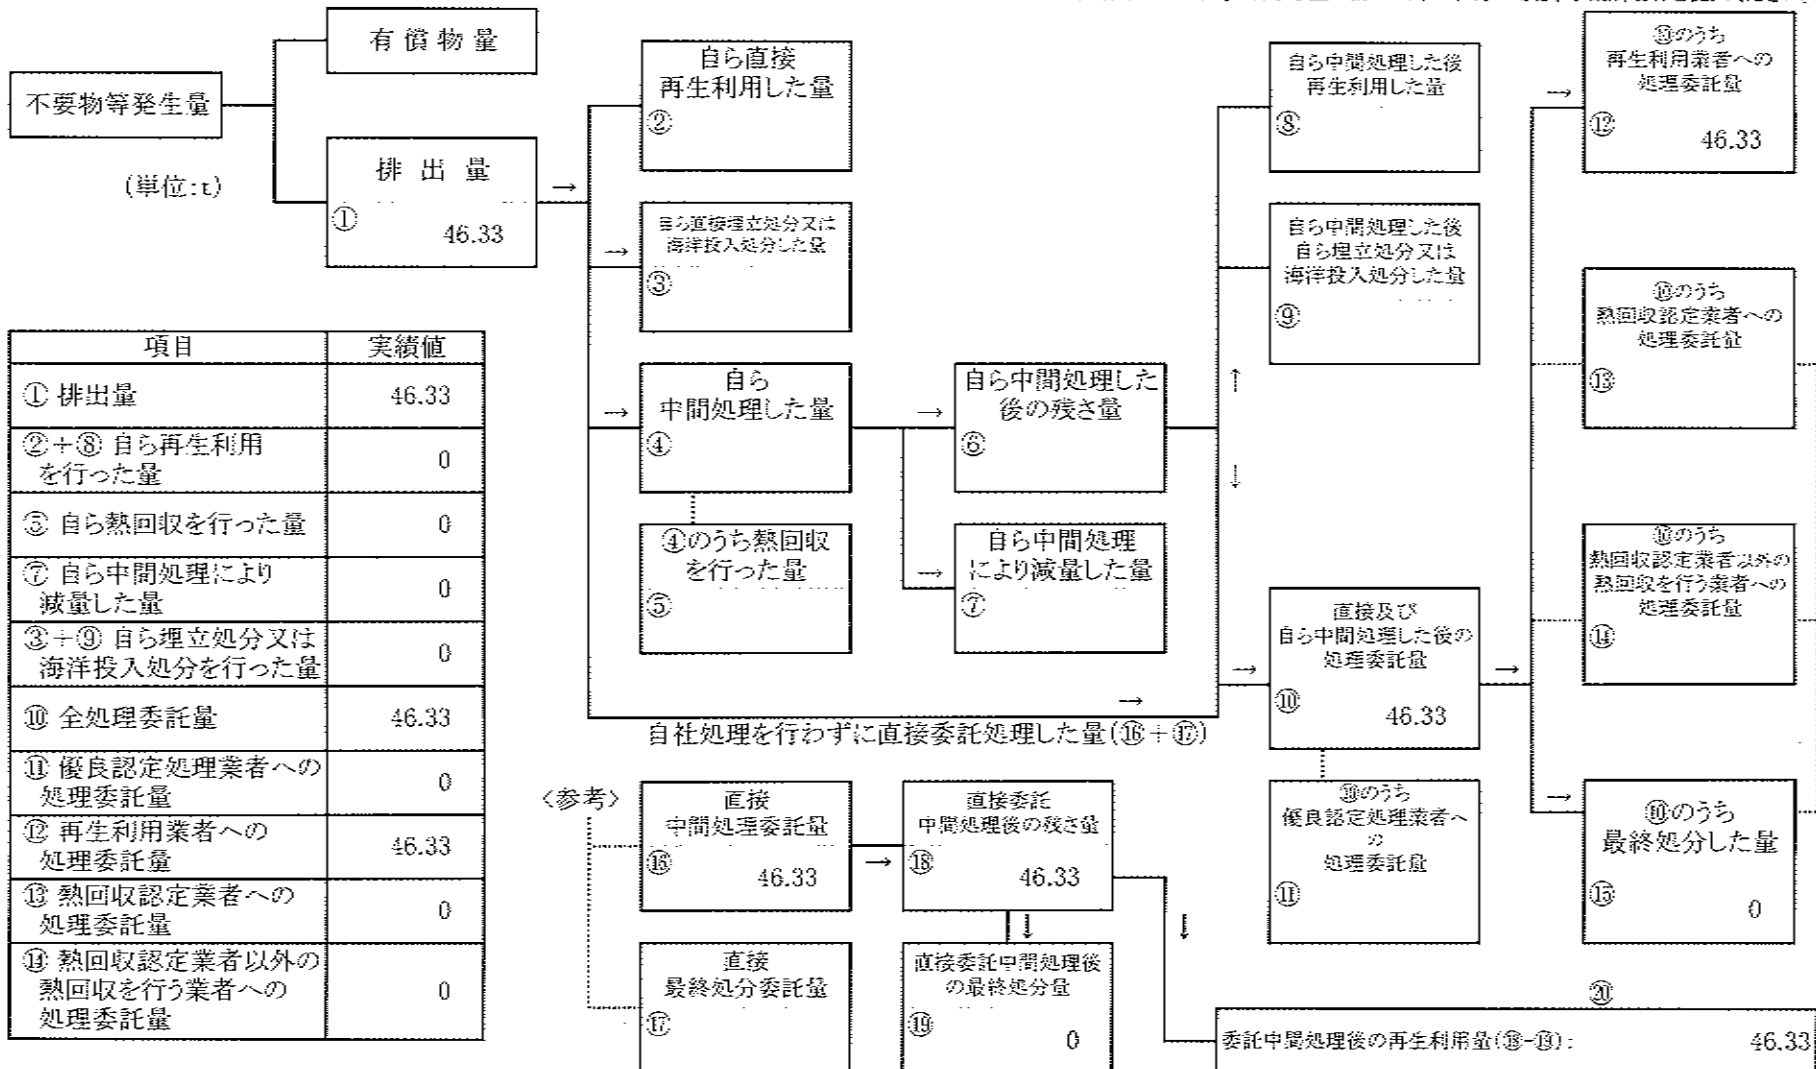 有償物量
不要物等発生量
(単位:t)
排出量
①
46.33
→
自ら直接
再生利用した量
②
→
自ら直接埋立処分又は
海洋投入処分した量
③
→
自ら
中間処理した量
④
④のうち熱回収
を行った量
⑤
→
自ら中間処理した
後の残さ量
⑥
→
自ら中間処理
により減量した量
⑦
自ら中間処理した後
再生利用した量
⑧
自ら中間処理した後
自ら埋立処分又は
海洋投入処分した量
⑨
↑
↓
→
自社処理を行わずに直接委託処理した量(⑯+⑰)
→
直接及び
自ら中間処理した後の
処理委託量
⑩
46.33
→
⑩のうち
優良認定処理業者へ
の
処理委託量
⑪
→
⑩のうち
再生利用業者への
処理委託量
⑫
46.33
⑩のうち
熱回収認定業者への
処理委託量
⑬
⑩のうち
熱回収認定業者以外の
熱回収を行う業者への
処理委託量
⑭
→
⑩のうち
最終処分した量
⑮
0
項目 実績値
① 排出量 46.33
②+⑧ 自ら再生利用
を行った量 0
⑤ 自ら熱回収を行った量 0
⑦ 自ら中間処理により
減量した量 0
③+⑨ 自ら埋立処分又は
海洋投入処分を行った量 0
⑩ 全処理委託量 46.33
⑪ 優良認定処理業者への
処理委託量 0
⑫ 再生利用業者への
処理委託量 46.33
⑬ 熱回収認定業者への
処理委託量 0
⑭ 熱回収認定業者以外の
熱回収を行う業者への
処理委託量 0
〈参考〉
直接
中間処理委託量
⑯
46.33
→
直接委託
中間処理後の残さ量
⑱
46.33
↓
↓
直接
最終処分委託量
⑰
直接委託中間処理後
の最終処分量
⑲
0
⑳
委託中間処理後の再生利用量(⑱-⑲): 46.33